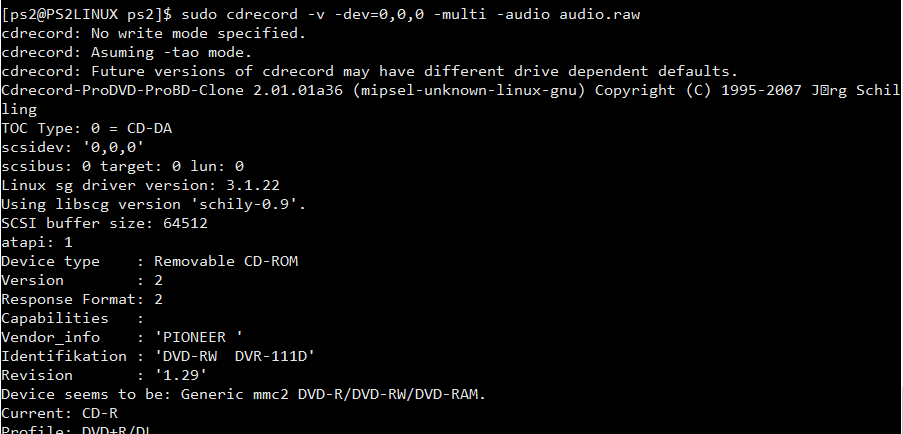 [ps2@PS2LINUX ps2]$ sudo cdrecord -v -dev=0,0,0 -multi -audio audio.raw
cdrecord: No write mode specified.
cdrecord: Asuming -tao mode.
cdrecord: Future versions of cdrecord may have different drive dependent defaults.
Cdrecord-ProDVD-ProBD-Clone 2.01.01a36 (mipsel-unknown-linux-gnu) Copyright (C) 1995-2007 J�rg Schil
ling
TOC Type: 0 = CD-DA
scsidev: '0,0,0'
scsibus: 0 target: 0 lun: 0
Linux sg driver version: 3.1.22
Using libscg version 'schily-0.9'.
SCSI buffer size: 64512
atapi: 1
Device type    : Removable CD-ROM
Version        : 2
Response Format: 2
Capabilities   :
Vendor_info    : 'PIONEER '
Identifikation : 'DVD-RW  DVR-111D'
Revision       : '1.29'
Device seems to be: Generic mmc2 DVD-R/DVD-RW/DVD-RAM.
Current: CD-R
Profile: DVD+R/DL